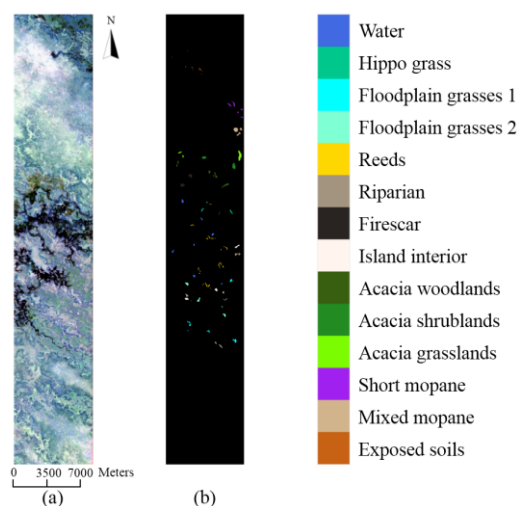 N
Water
Hippo grass
Floodplain grasses 1
Floodplain grasses 2
Reeds
Riparian
Firescar
Island interior
Acacia woodlands
Acacia shrublands
Acacia grasslands
Short mopane
Mixed mopane
Exposed soils
0 3500 7000 Meters
(a) (b)